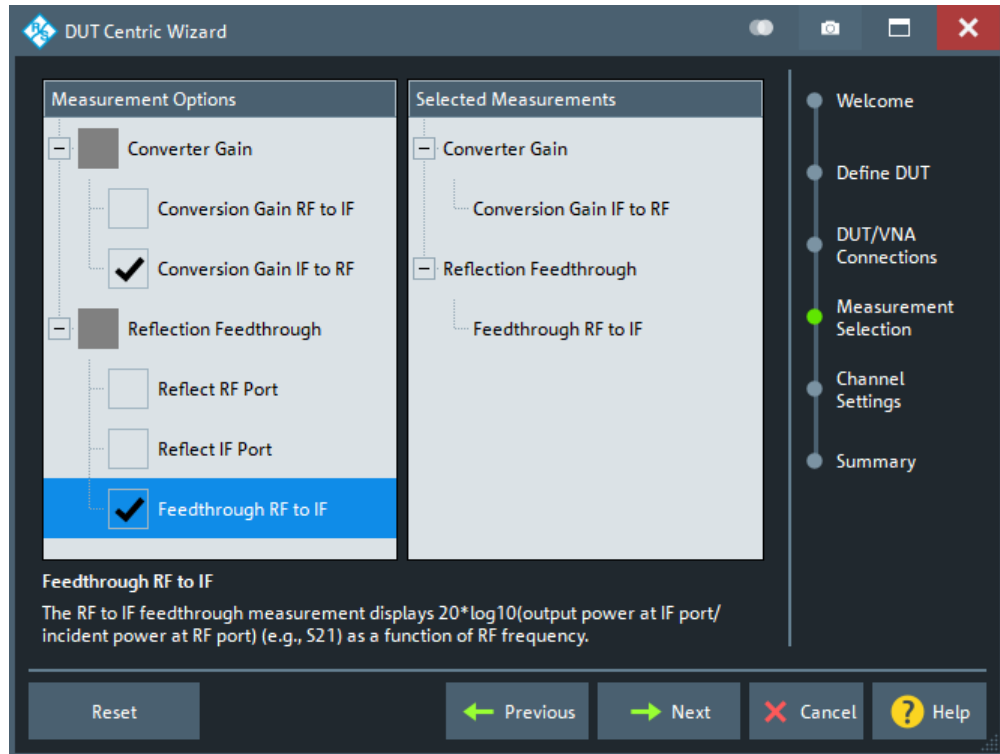 DUT Centric Wizard
Measurement Options
Converter Gain
Conversion Gain RF to IF
Conversion Gain IF to RF
Reflection Feedthrough
Reflect RF Port
Reflect IF Port
Feedthrough RF to IF
Selected Measurements
Converter Gain
Conversion Gain IF to RF
Reflection Feedthrough
Feedthrough RF to IF
Welcome
Define DUT
DUT/VNA
Connections
Measurement
Selection
Channel
Settings
Summary
Feedthrough RF to IF
The RF to IF feedthrough measurement displays 20*log10(output power at IF port/
incident power at RF port) (e.g., S21) as a function of RF frequency.
Reset
Previous
Next
Cancel
? Help